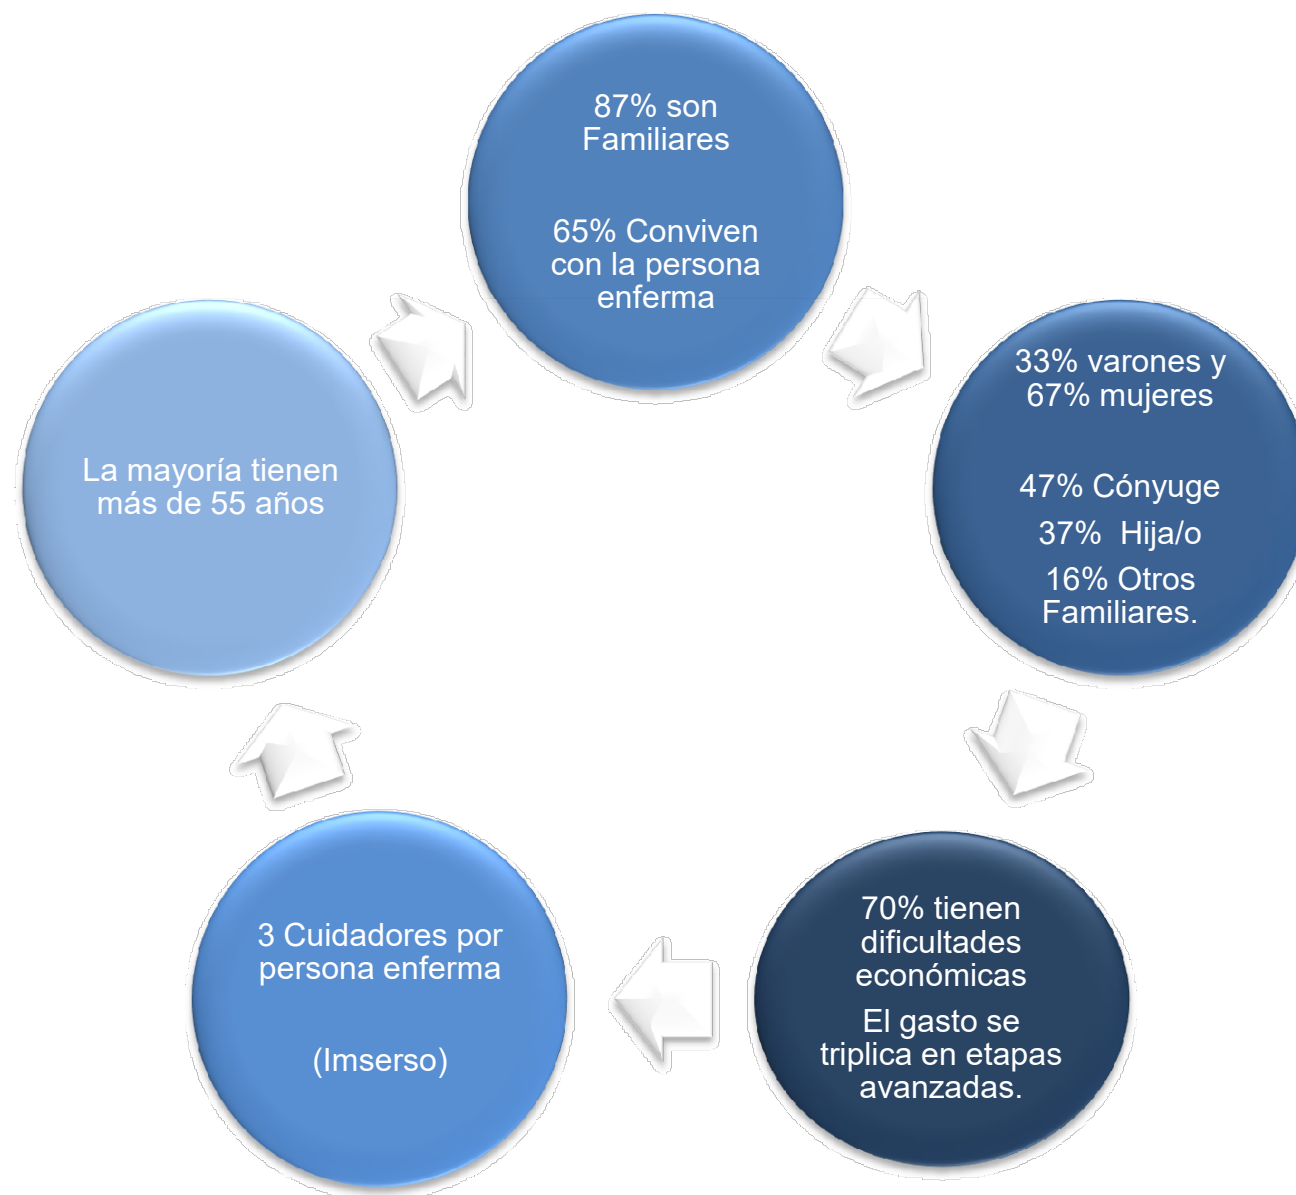 87% son
Familiares
65% Conviven
con la persona
enferma
33% varones y
67% mujeres
47% Cónyuge
37% Hija/o
16% Otros
Familiares.
70% tienen
dificultades
económicas
El gasto se
triplica en etapas
avanzadas.
3 Cuidadores por
persona enferma
(Imserso)
La mayoría tienen
más de 55 años